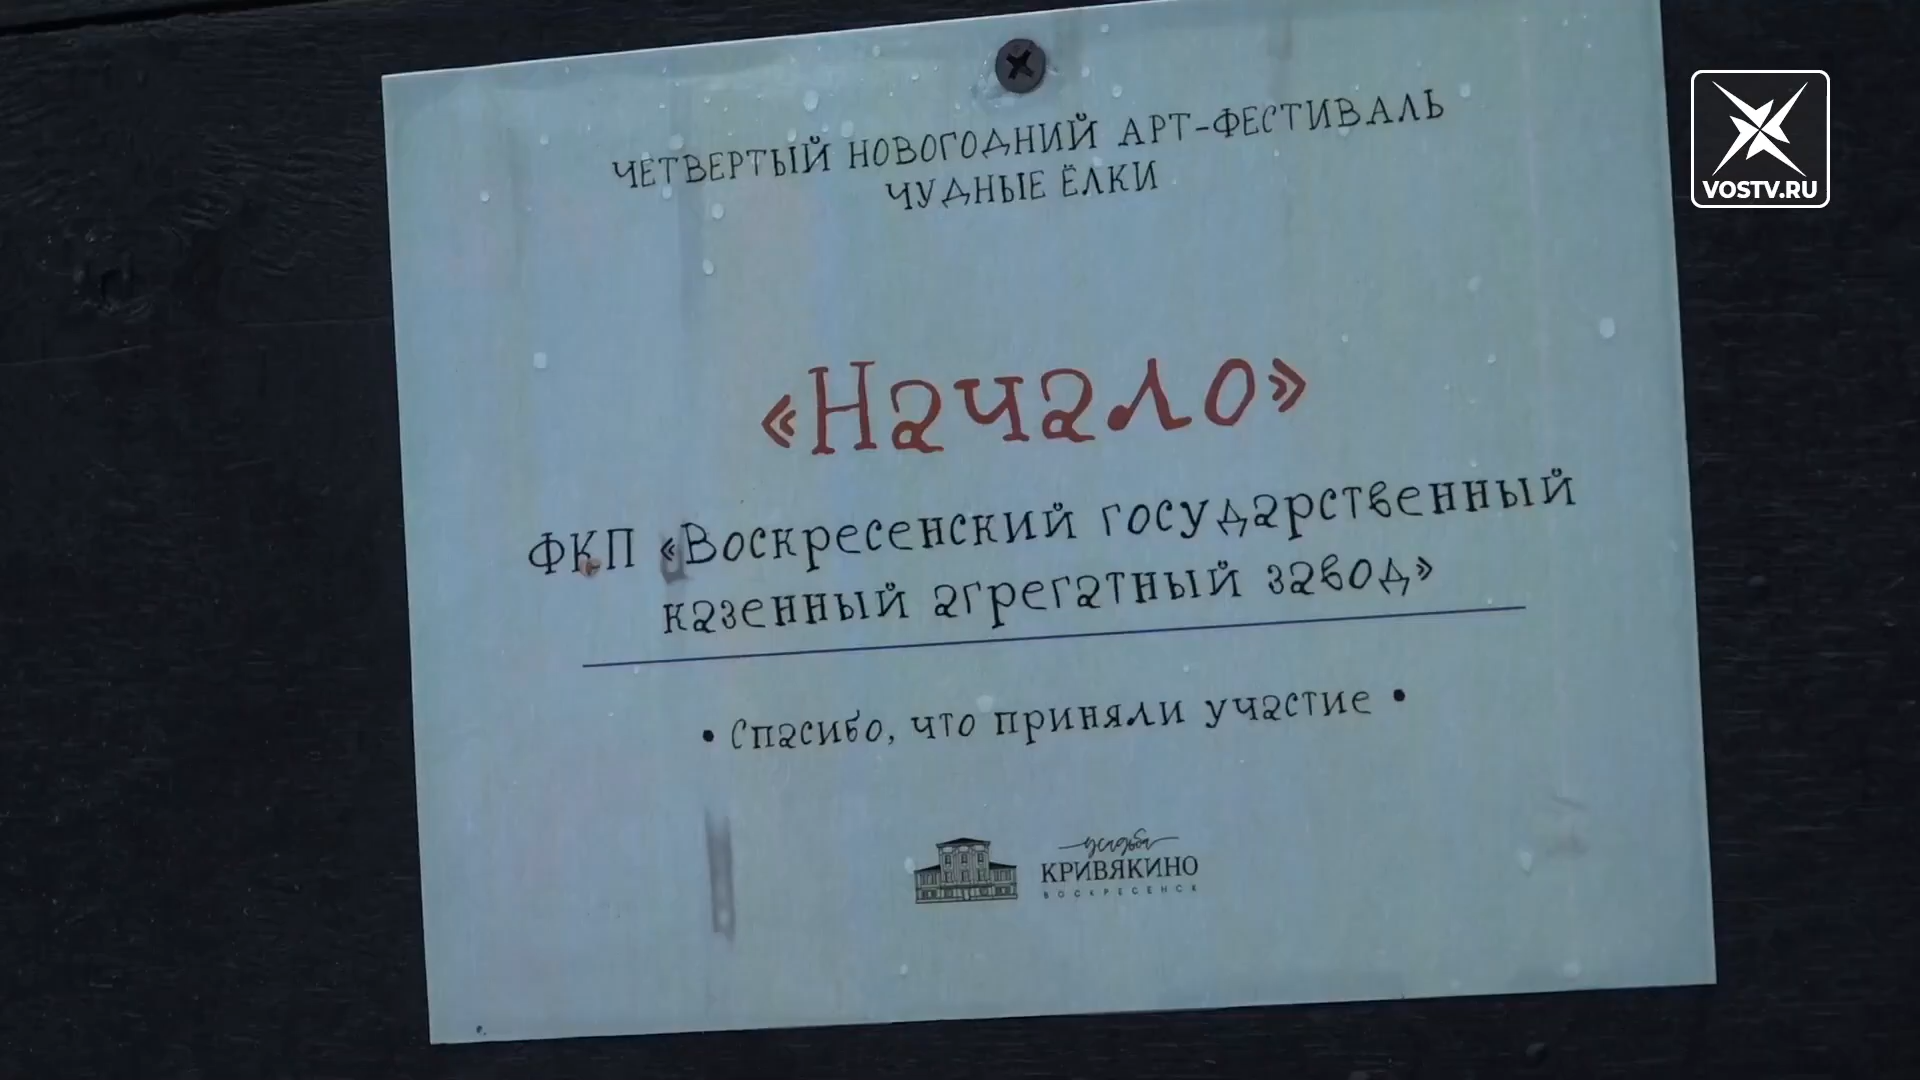 ЧЕТВЕРТЫЙ НОВОГОДНИЙ АРТ-ФЕСТИВАЛЬ
ЧУДНЫЕ ЁЛКИ
VOSTV.RU
«Начало»
ФКП «Воскресенский государственный
казенный агрегатный завод»
• Спасибо, что приняли участие •
усадьба
КРИВЯКИНО
ВОСКРЕСЕНСК